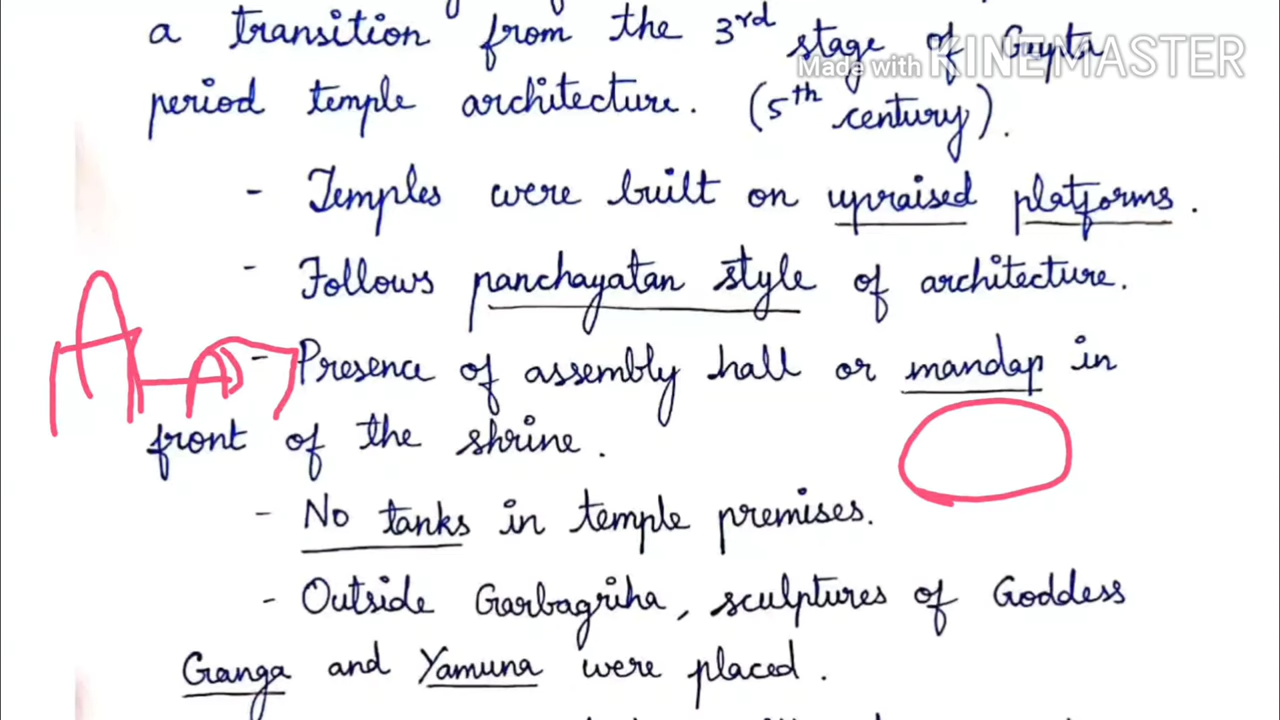 a transition from the 3rd stage of Gupta
Made with KINEMASTER
period temple architecture. (5th century).
- Temples were built on upraised platforms.
- Follows panchayatan style of architecture.
- Presence of assembly hall or mandap in
front of the shrine.
- No tanks in temple premises.
- Outside Garbagriha, sculptures of Goddess
Ganga and Yamuna were placed.